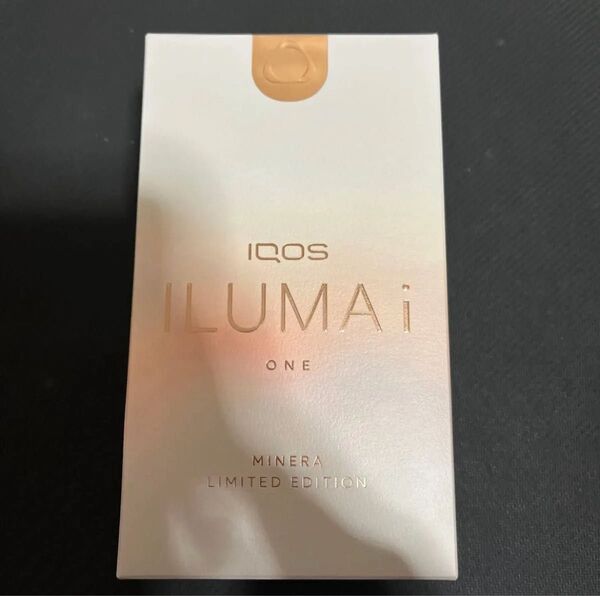 IQOS
ILUMA i
ONE
MINERA
LIMITED EDITION